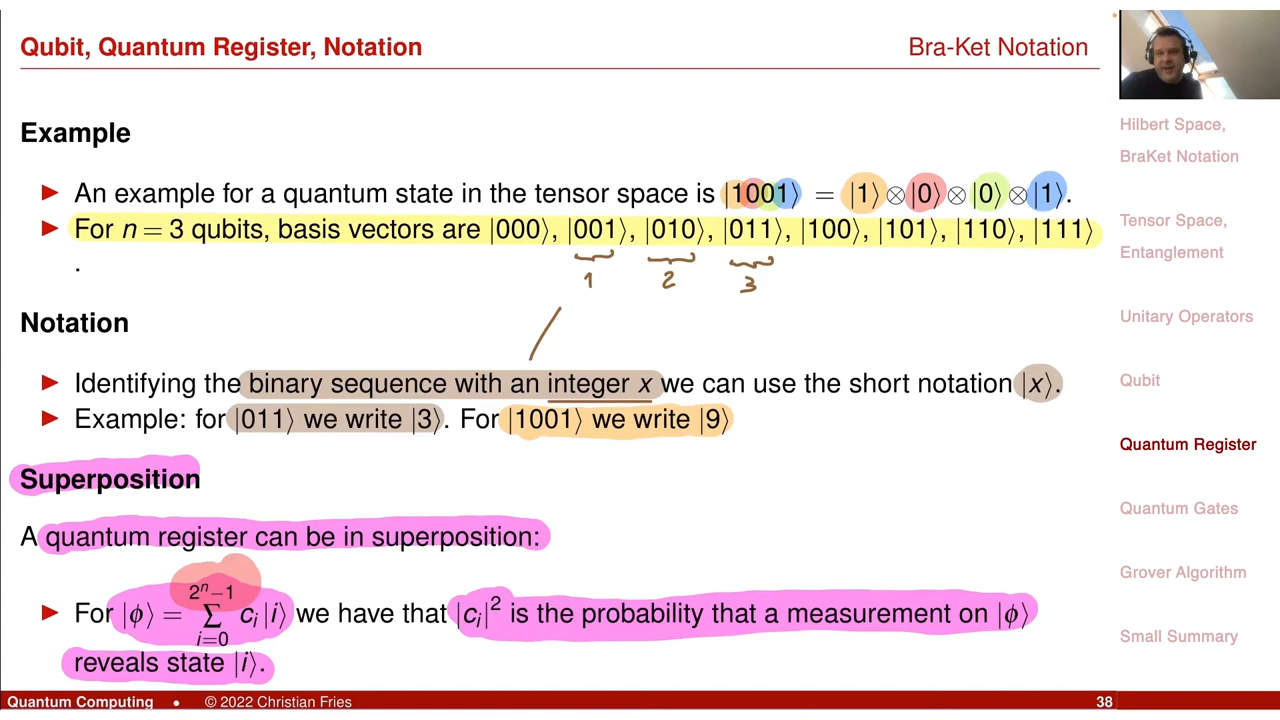 Qubit, Quantum Register, Notation
Bra-Ket Notation
Example
► An example for a quantum state in the tensor space is |1001⟩ = |1⟩⊗|0⟩⊗|0⟩⊗|1⟩.
► For n = 3 qubits, basis vectors are |000⟩, |001⟩, |010⟩, |011⟩, |100⟩, |101⟩, |110⟩, |111⟩
.
1 2 3
Notation
► Identifying the binary sequence with an integer x we can use the short notation |x⟩.
► Example: for |011⟩ we write |3⟩. For |1001⟩ we write |9⟩
Superposition
A quantum register can be in superposition:
► For |ϕ⟩ = ∑_{i=0}^{2ⁿ−1} cᵢ|i⟩ we have that |cᵢ|² is the probability that a measurement on |ϕ⟩
reveals state |i⟩.
Hilbert Space,
BraKet Notation
Tensor Space,
Entanglement
Unitary Operators
Qubit
Quantum Register
Quantum Gates
Grover Algorithm
Small Summary
Quantum Computing • © 2022 Christian Fries 38